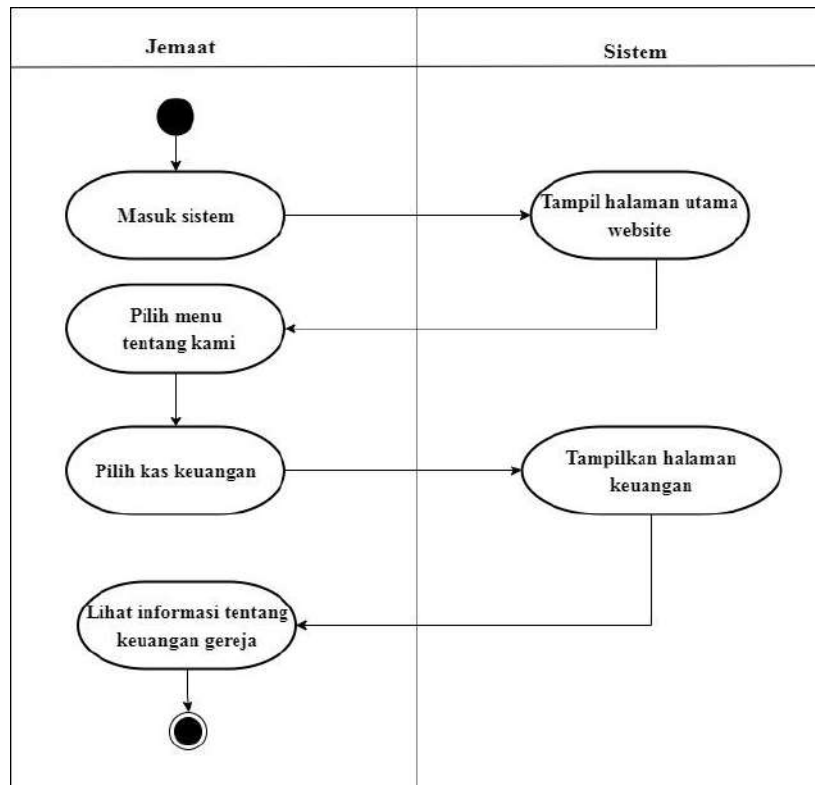 Jemaat
Sistem
Masuk sistem
Tampil halaman utama
website
Pilih menu
tentang kami
Pilih kas keuangan
Tampilkan halaman
keuangan
Lihat informasi tentang
keuangan gereja